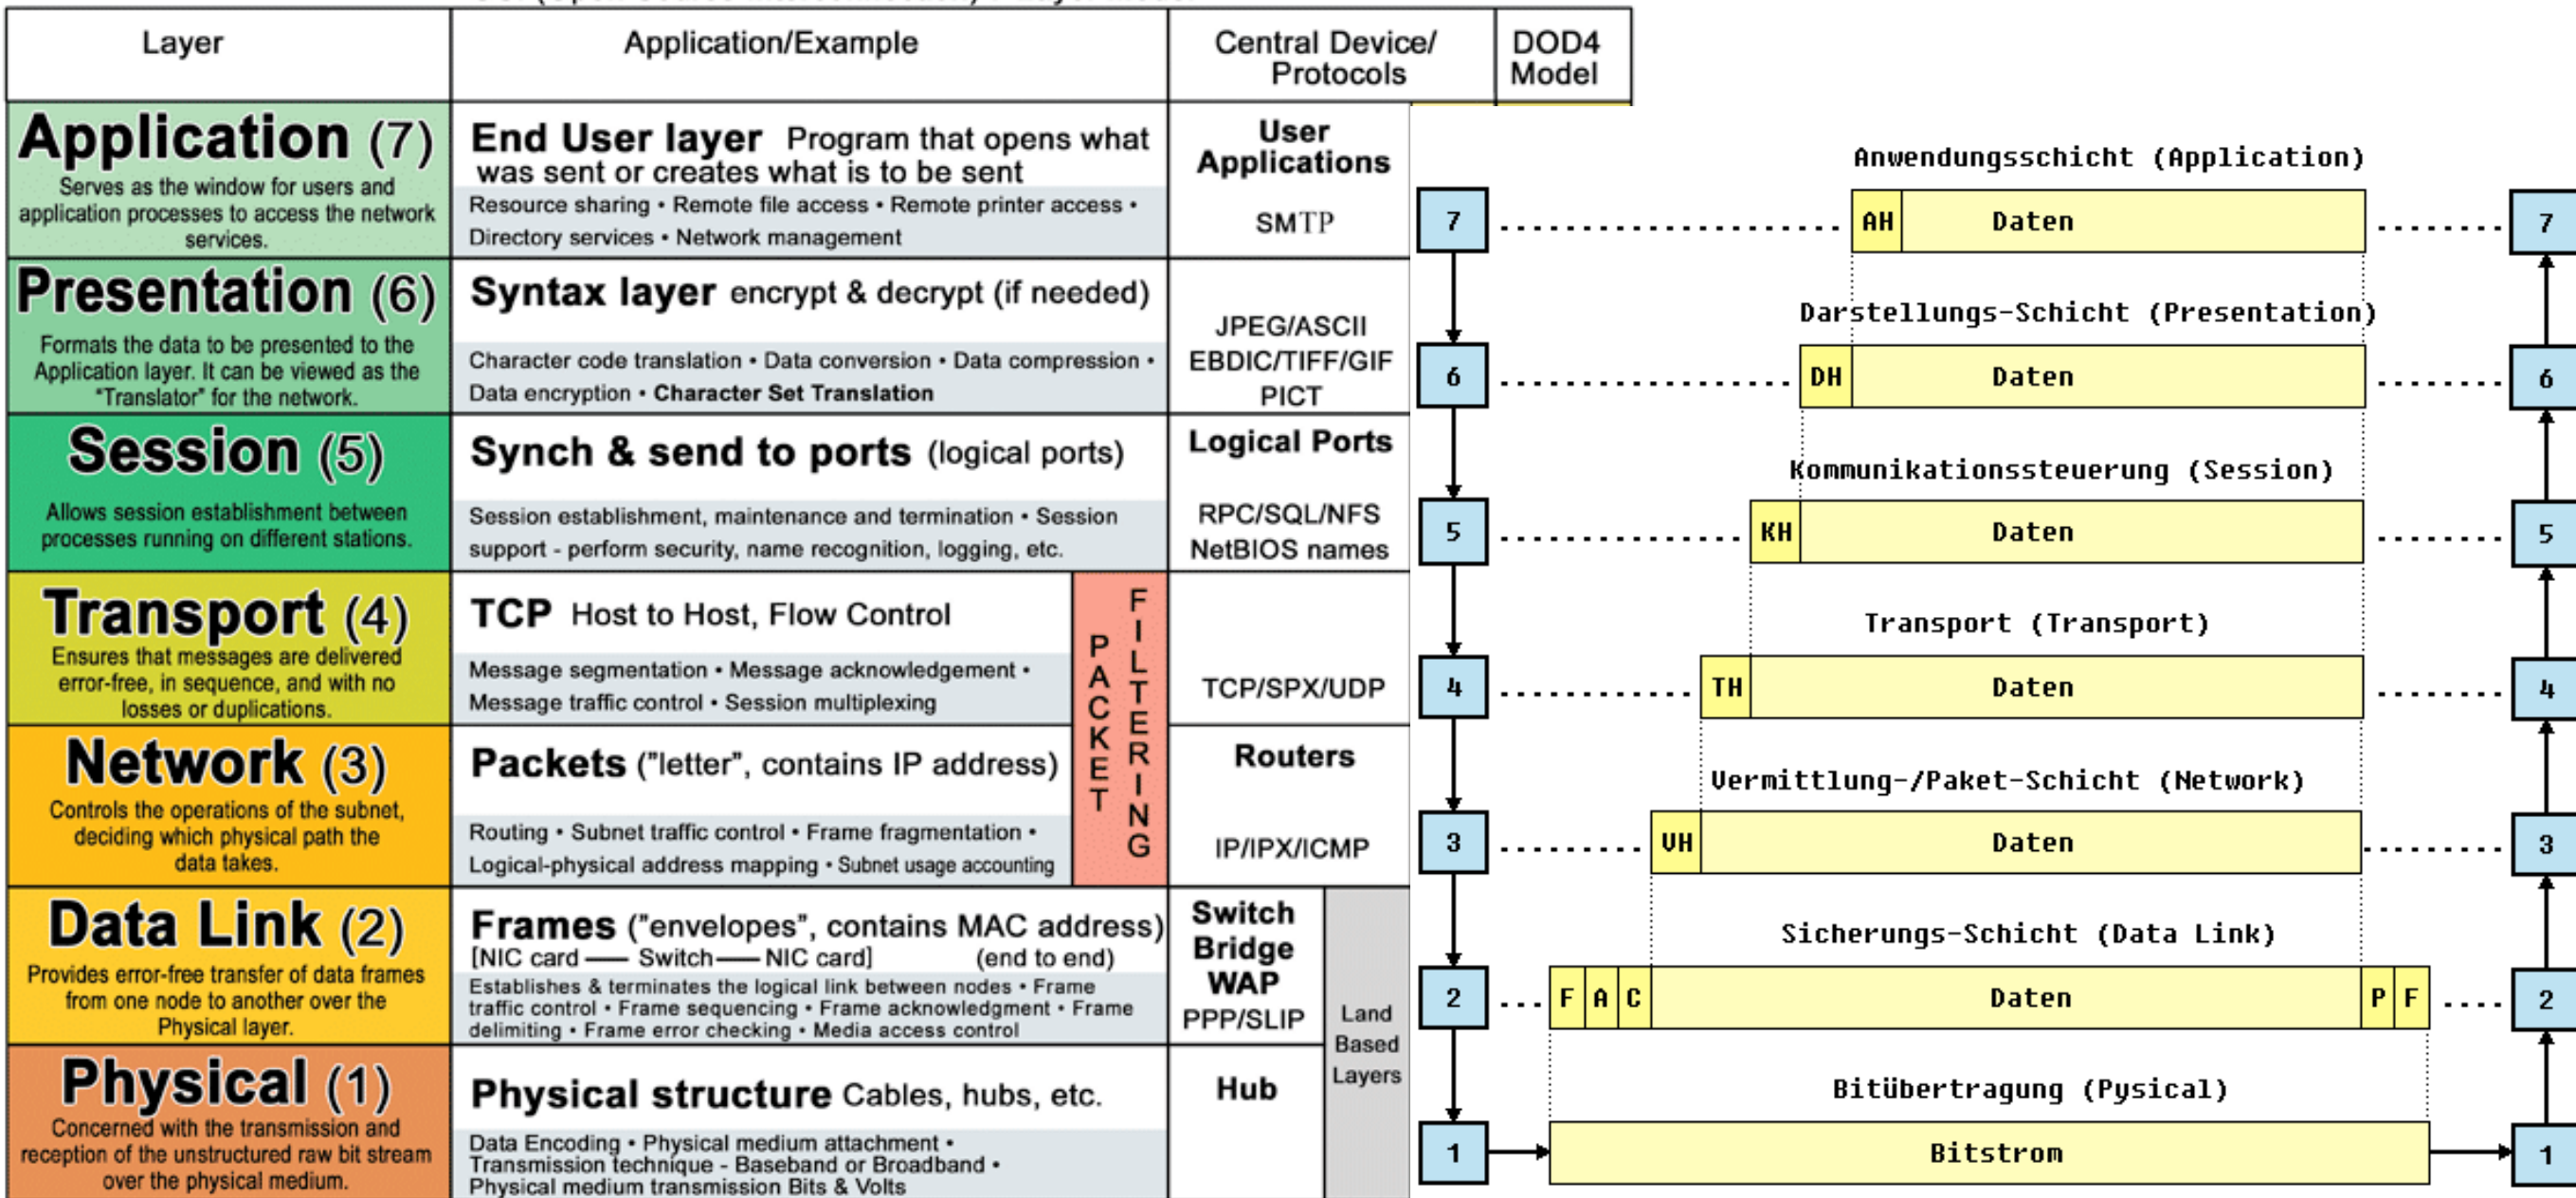 Layer
Application/Example
Central Device/
Protocols
DOD4
Model
Application (7)
Serves as the window for users and
application processes to access the network
services.
End User layer Program that opens what
was sent or creates what is to be sent
Resource sharing • Remote file access • Remote printer access •
Directory services • Network management
User
Applications
SMTP
Presentation (6)
Formats the data to be presented to the
Application layer. It can be viewed as the
"Translator" for the network.
Syntax layer encrypt & decrypt (if needed)
Character code translation • Data conversion • Data compression •
Data encryption • Character Set Translation
JPEG/ASCII
EBDIC/TIFF/GIF
PICT
Session (5)
Allows session establishment between
processes running on different stations.
Synch & send to ports (logical ports)
Session establishment, maintenance and termination • Session
support - perform security, name recognition, logging, etc.
Logical Ports
RPC/SQL/NFS
NetBIOS names
Transport (4)
Ensures that messages are delivered
error-free, in sequence, and with no
losses or duplications.
TCP Host to Host, Flow Control
Message segmentation • Message acknowledgement •
Message traffic control • Session multiplexing
PACKET
FILTERING
TCP/SPX/UDP
Network (3)
Controls the operations of the subnet,
deciding which physical path the
data takes.
Packets ("letter", contains IP address)
Routing • Subnet traffic control • Frame fragmentation •
Logical-physical address mapping • Subnet usage accounting
Routers
IP/IPX/ICMP
Data Link (2)
Provides error-free transfer of data frames
from one node to another over the
Physical layer.
Frames ("envelopes", contains MAC address)
[NIC card — Switch — NIC card] (end to end)
Establishes & terminates the logical link between nodes • Frame
traffic control • Frame sequencing • Frame acknowledgment • Frame
delimiting • Frame error checking • Media access control
Switch
Bridge
WAP
PPP/SLIP
Land
Based
Layers
Physical (1)
Concerned with the transmission and
reception of the unstructured raw bit stream
over the physical medium.
Physical structure Cables, hubs, etc.
Data Encoding • Physical medium attachment •
Transmission technique - Baseband or Broadband •
Physical medium transmission Bits & Volts
Hub
Anwendungsschicht (Application)
7 AH Daten 7
Darstellungs-Schicht (Presentation)
6 DH Daten 6
Kommunikationssteuerung (Session)
5 KH Daten 5
Transport (Transport)
4 TH Daten 4
Vermittlung-/Paket-Schicht (Network)
3 VH Daten 3
Sicherungs-Schicht (Data Link)
2 F A C Daten P F 2
Bitübertragung (Pysical)
1 Bitstrom 1